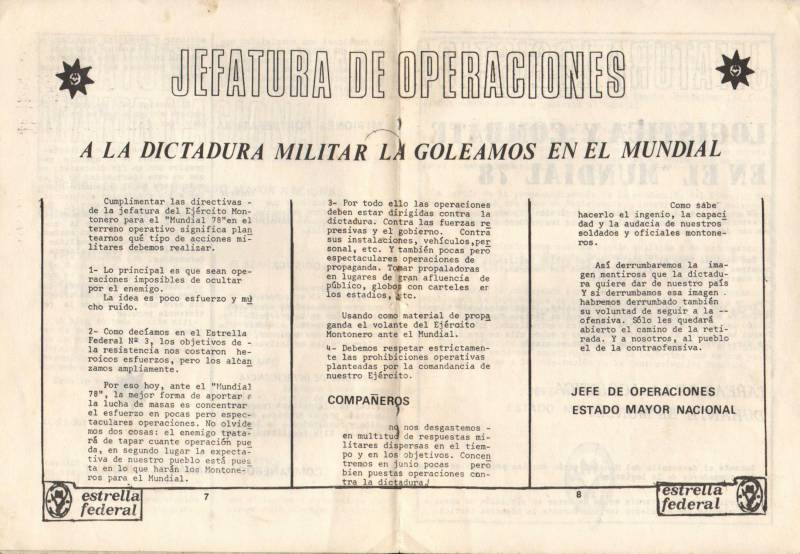 JEFATURA DE OPERACIONES
A LA DICTADURA MILITAR LA GOLEAMOS EN EL MUNDIAL
Cumplimentar las directivas -
de la jefatura del Ejército Mon-
tonero para el "Mundial 78"en el
terreno operativo significa plan
tearnos qué tipo de acciones mi-
litares debemos realizar.
1- Lo principal es que sean ope-
raciones imposibles de ocultar
por el enemigo.
La idea es poco esfuerzo y mu
cho ruido.
2- Como decíamos en el Estrella
Federal Nº 3, los objetivos de -
la resistencia nos costaron he-
roicos esfuerzos, pero los alcan
zamos ampliamente.
Por eso hoy, ante el "Mundial
78", la mejor forma de aportar a
la lucha de masas es concentrar
el esfuerzo en pocas pero espec-
taculares operaciones. No olvide
mos dos cosas: el enemigo trata-
rá de tapar cuante operación pue
da, en segundo lugar la expecta-
tiva de nuestro pueblo está pues
ta en lo que harán los Montone-
ros para el Mundial.
estrella
federal
7
3- Por todo ello las operaciones
deben estar dirigidas contra la
dictadura. Contra las fuerzas re
presivas y el gobierno. Contra
sus instalaciones, vehículos,per
sonal, etc. Y también pocas pero
espectaculares operaciones de
propaganda. Tomar propaladoras
en lugares de gran afluencia de
público, globos con carteles en
los estadios, etc.
Usando como material de propa
ganda el volante del Ejército
Montonero ante el Mundial.
4- Debemos respetar estrictamen-
te las prohibiciones operativas
planteadas por la comandancia de
nuestro Ejército.
COMPAÑEROS
no nos desgastemos -
en multitud de respuestas mi-
litares dispersas en el tiem-
po y en los objetivos. Concen
tremos en junio pocas pero
bien puestas operaciones con-
tra la dictadura!
Como sabe
hacerlo el ingenio, la capaci
dad y la audacia de nuestros
soldados y oficiales montone-
ros.
Así derrumbaremos la ima-
gen mentirosa que la dictadu-
ra quiere dar de nuestro país
Y si derrumbamos esa imagen .
habremos derrumbado también
su voluntad de seguir a la --
ofensiva. Sólo les quedará
abierto el camino de la reti-
rada. Y a nosotros, al pueblo
el de la contraofensiva.
JEFE DE OPERACIONES
ESTADO MAYOR NACIONAL
8
estrella
federal